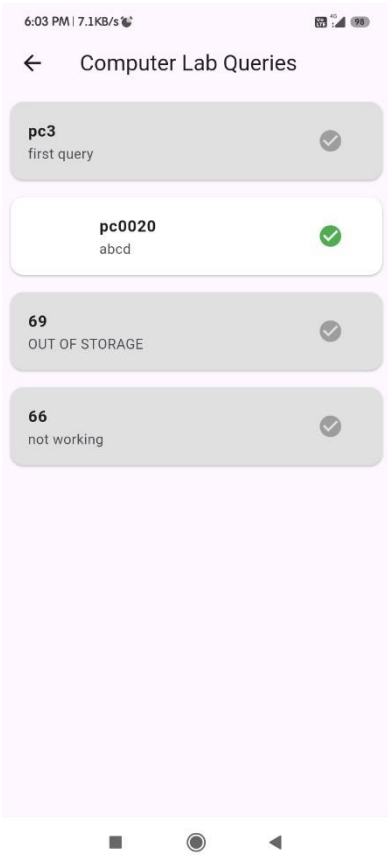 6:03 PM | 7.1KB/s
4G
98
Computer Lab Queries
pc3
first query
pc0020
abcd
69
OUT OF STORAGE
66
not working